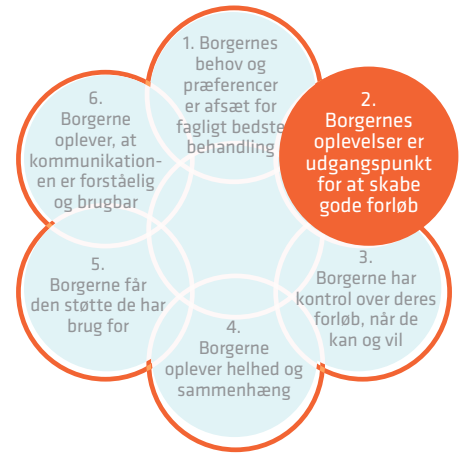 1. Borgernes
behov og
præferencer
er afsæt for
fagligt bedste
behandling
2.
Borgernes
oplevelser er
udgangspunkt
for at skabe
gode forløb
3.
Borgerne har
kontrol over deres
forløb, når de
kan og vil
4.
Borgerne
oplever helhed og
sammenhæng
5.
Borgerne får
den støtte de har
brug for
6.
Borgerne
oplever, at
kommunikation-
en er forståelig
og brugbar